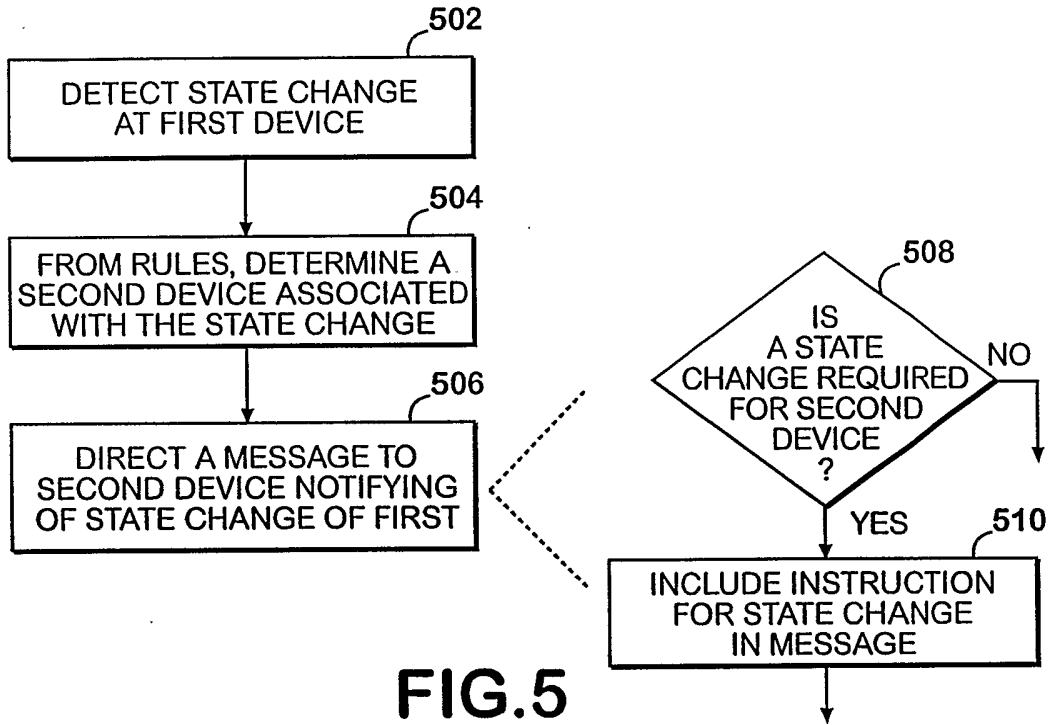 502
DETECT STATE CHANGE
AT FIRST DEVICE
504
FROM RULES, DETERMINE A
SECOND DEVICE ASSOCIATED
WITH THE STATE CHANGE
506
DIRECT A MESSAGE TO
SECOND DEVICE NOTIFYING
OF STATE CHANGE OF FIRST
508
IS
A STATE
CHANGE REQUIRED
FOR SECOND
DEVICE
?
NO
YES
510
INCLUDE INSTRUCTION
FOR STATE CHANGE
IN MESSAGE
FIG.5